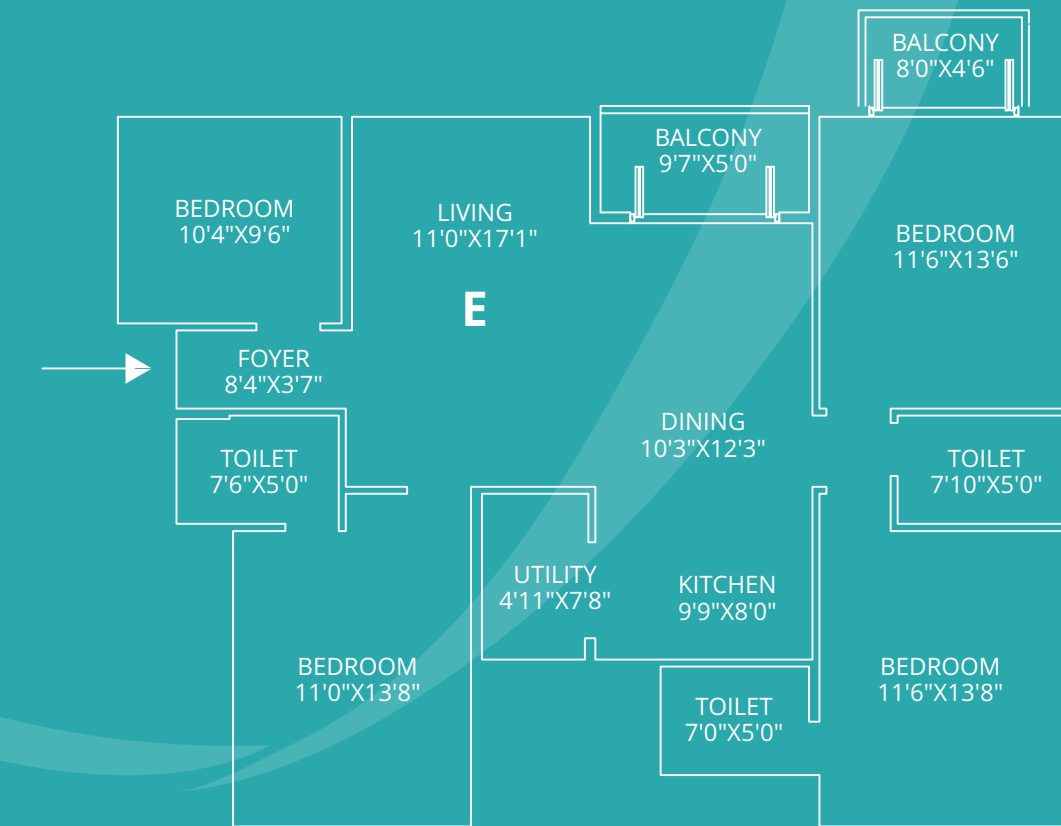 BALCONY
8'0"X4'6"
BALCONY
9'7"X5'0"
BEDROOM
10'4"X9'6"
LIVING
11'0"X17'1"
BEDROOM
11'6"X13'6"
E
FOYER
8'4"X3'7"
DINING
10'3"X12'3"
TOILET
7'6"X5'0"
TOILET
7'10"X5'0"
UTILITY
4'11"X7'8"
KITCHEN
9'9"X8'0"
BEDROOM
11'0"X13'8"
BEDROOM
11'6"X13'8"
TOILET
7'0"X5'0"